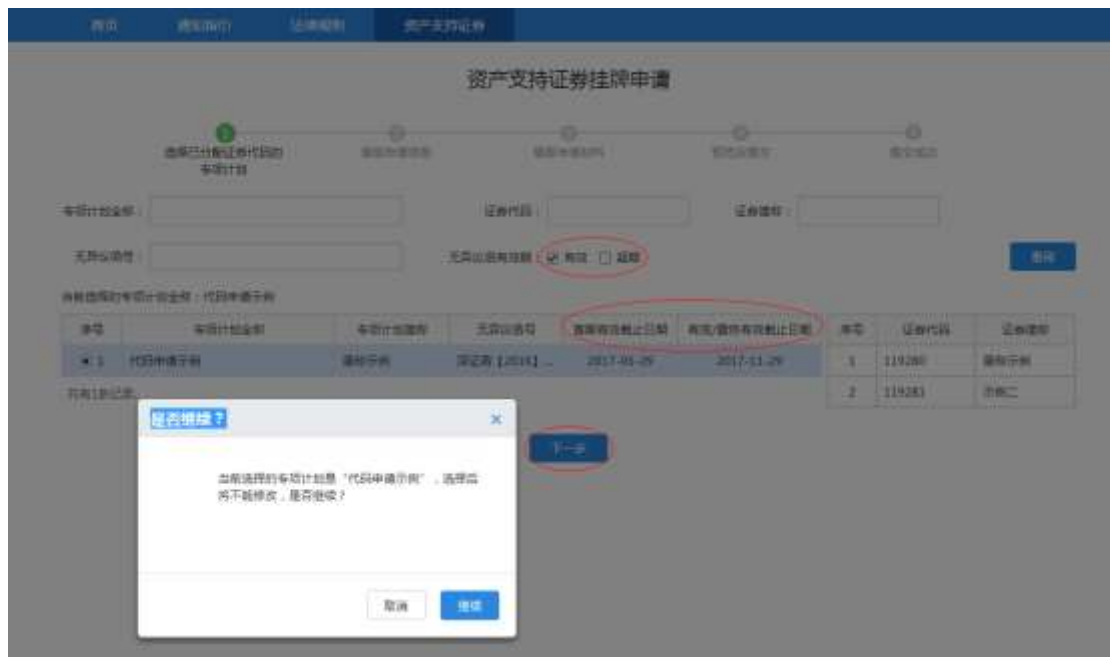 首页 通知指引 法律规则 资产支持证券
资产支持证券挂牌申请
1
选择已分配证券代码的
专项计划
专项计划全称：
证券代码：
证券简称：
无异议函号：
无异议函有效期：
有效
超期
查询
当前选择的专项计划全称：代码申请示例
序号 专项计划全称 专项计划简称 无异议函号 首期有效截止日期 有效/最终有效截止日期 序号 证券代码 证券简称
1 代码申请示例 简称示例 深证函【2016】... 2017-05-29 2017-11-29 1 119280 简称示例
共有1条记录 2 119281 示例二
是否继续？ ×
下一步
当前选择的专项计划是“代码申请示例”，选择后
将不能修改，是否继续？
取消 继续